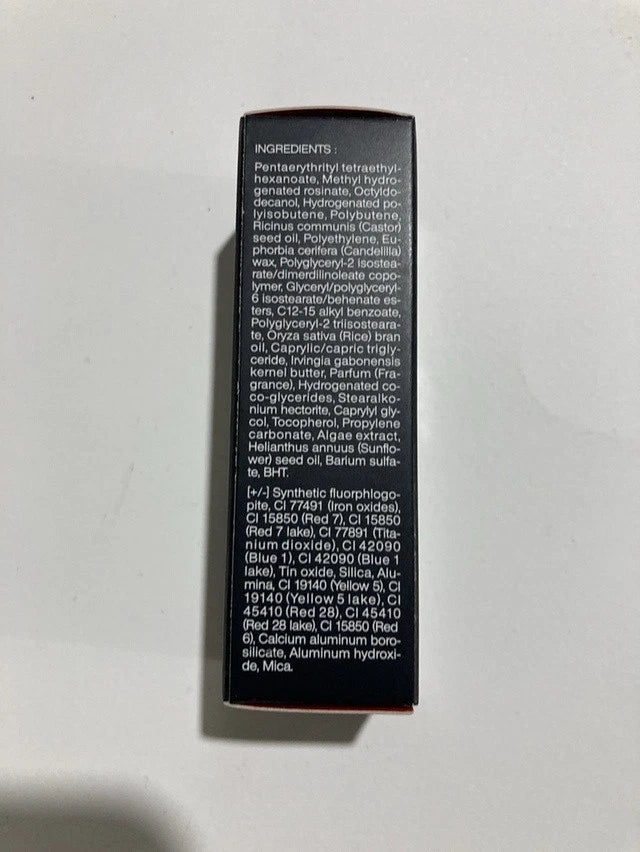 INGREDIENTS :
Pentaerythrityl tetraethyl-
hexanoate, Methyl hydro-
genated rosinate, Octyldo-
decanol, Hydrogenated po-
lyisobutene, Polybutene,
Ricinus communis (Castor)
seed oil, Polyethylene, Eu-
phorbia cerifera (Candelilla)
wax, Polyglyceryl-2 isostea-
rate/dimerdilinoleate copo-
lymer, Glyceryl/polyglyceryl-
6 isostearate/behenate es-
ters, C12-15 alkyl benzoate,
Polyglyceryl-2 triisosteara-
te, Oryza sativa (Rice) bran
oil, Caprylic/capric trigly-
ceride, Irvingia gabonensis
kernel butter, Parfum (Fra-
grance), Hydrogenated co-
co-glycerides, Stearalko-
nium hectorite, Caprylyl gly-
col, Tocopherol, Propylene
carbonate, Algae extract,
Helianthus annuus (Sunflo-
wer) seed oil, Barium sulfa-
te, BHT.
[+/-] Synthetic fluorphlogo-
pite, CI 77491 (Iron oxides),
CI 15850 (Red 7), CI 15850
(Red 7 lake), CI 77891 (Tita-
nium dioxide), CI 42090
(Blue 1), CI 42090 (Blue 1
lake), Tin oxide, Silica, Alu-
mina, CI 19140 (Yellow 5), CI
19140 (Yellow 5 lake), CI
45410 (Red 28), CI 45410
(Red 28 lake), CI 15850 (Red
6), Calcium aluminum boro-
silicate, Aluminum hydroxi-
de, Mica.